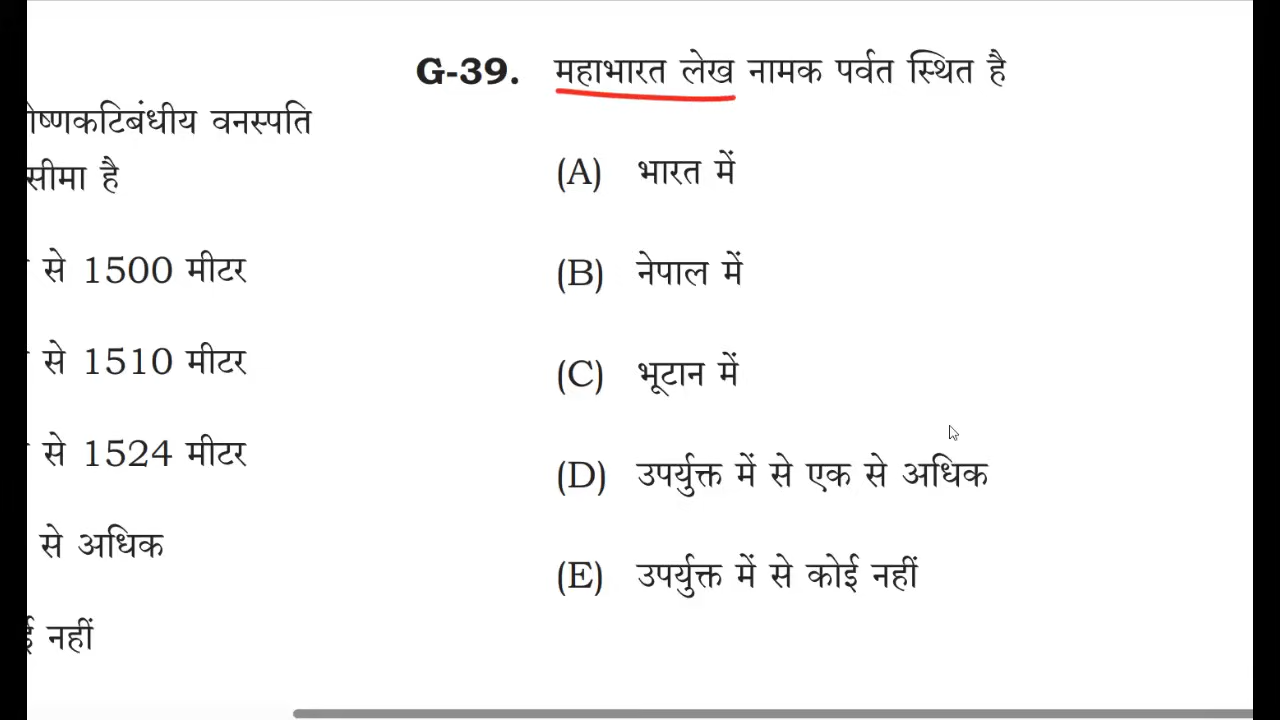 G-39. महाभारत लेख नामक पर्वत स्थित है
(A) भारत में
(B) नेपाल में
(C) भूटान में
(D) उपर्युक्त में से एक से अधिक
(E) उपर्युक्त में से कोई नहीं
वनस्पति
सीमा है
से 1500 मीटर
से 1510 मीटर
से 1524 मीटर
से अधिक
नहीं